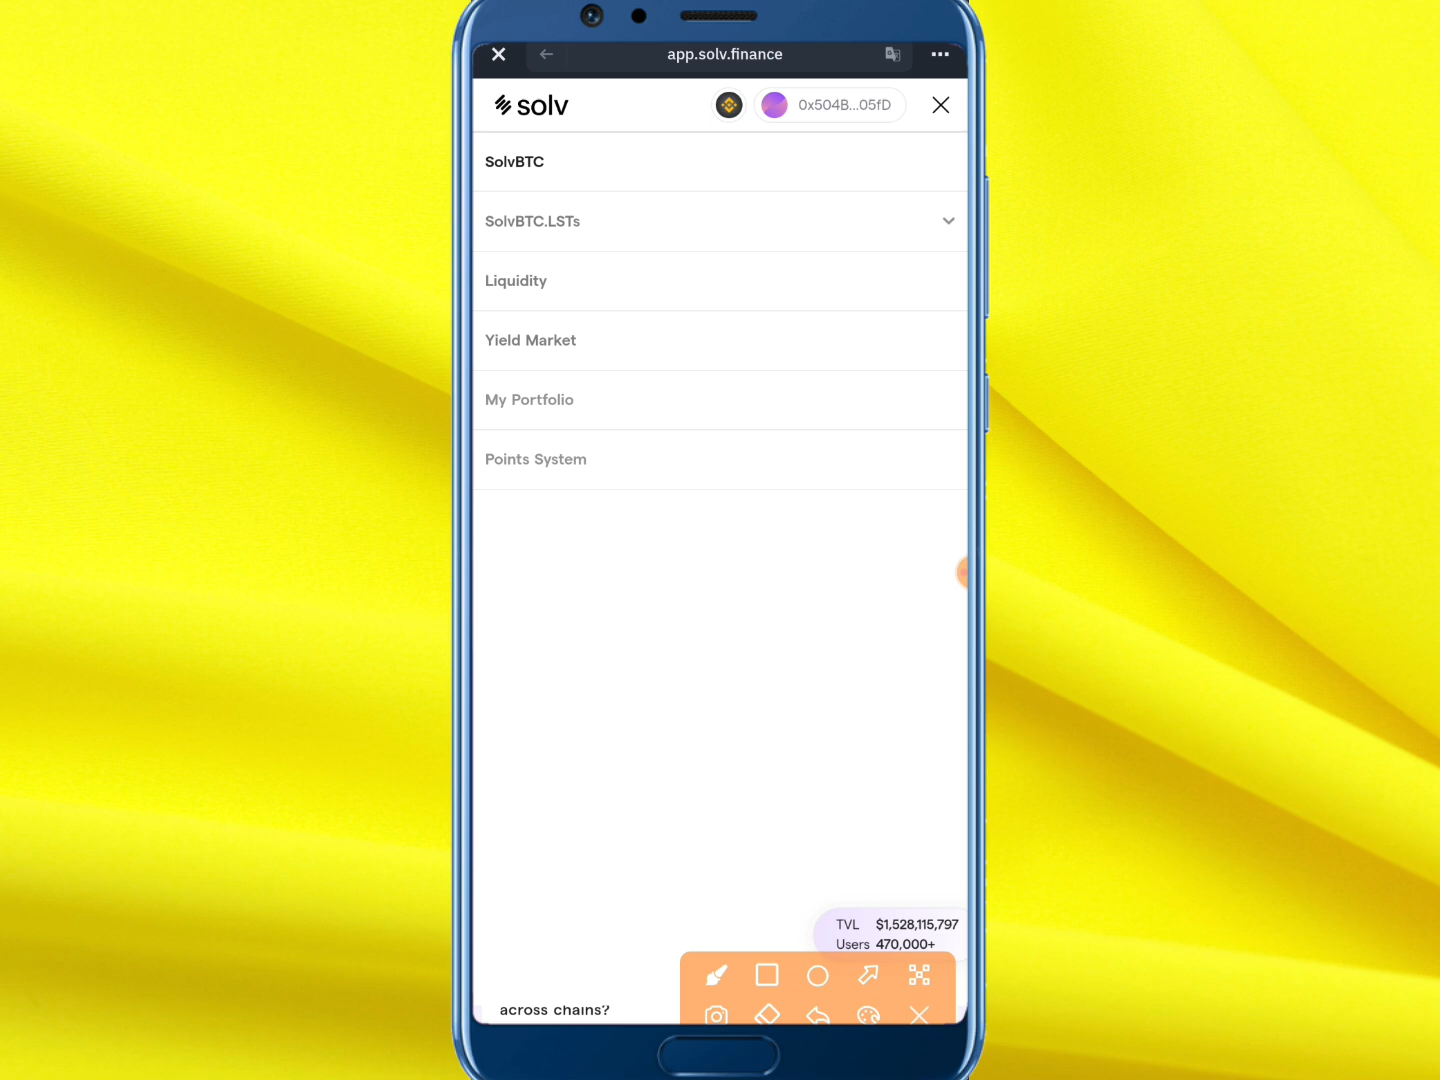 app.solv.finance
solv
0x504B...05fD
SolvBTC
SolvBTC.LSTs
Liquidity
Yield Market
My Portfolio
Points System
TVL $1,528,115,797
Users 470,000+
across chains?